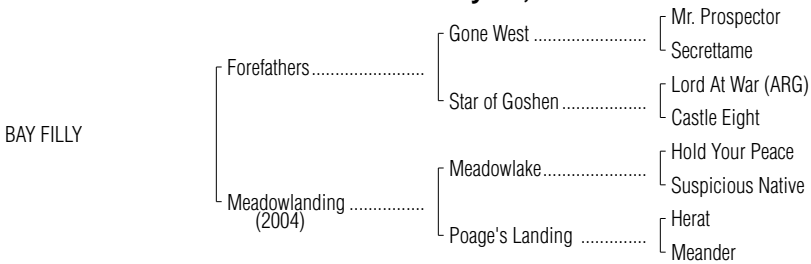 Mr. Prospector
Gone West .......................
Secrettame
Forefathers.......................
Lord At War (ARG)
Star of Goshen.................
Castle Eight
BAY FILLY
Hold Your Peace
Meadowlake.....................
Suspicious Native
Meadowlanding ...............
(2004)
Herat
Poage's Landing .............
Meander